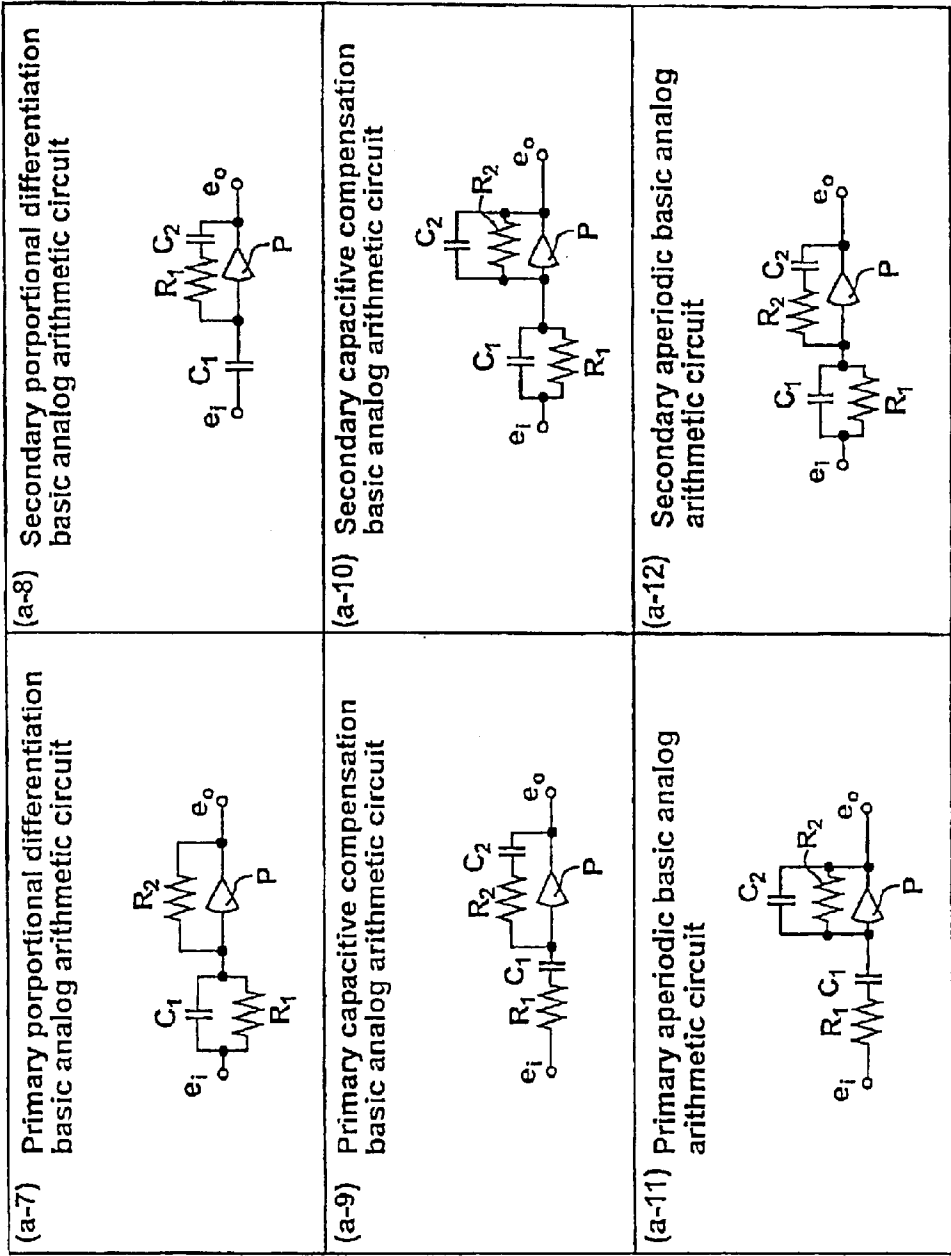 (a-7) Primary porportional differentiation
basic analog arithmetic circuit
R₂
C₁
eᵢ
eₒ
R₁
P
(a-8) Secondary porportional differentiation
basic analog arithmetic circuit
R₁ C₂
C₁
eᵢ
eₒ
P
(a-9) Primary capacitive compensation
basic analog arithmetic circuit
R₂ C₂
R₁ C₁
eᵢ
eₒ
P
(a-10) Secondary capacitive compensation
basic analog arithmetic circuit
C₂
R₂
C₁
eᵢ
eₒ
R₁
P
(a-11) Primary aperiodic basic analog
arithmetic circuit
C₂
R₂
R₁ C₁
eᵢ
eₒ
P
(a-12) Secondary aperiodic basic analog
arithmetic circuit
R₂ C₂
C₁
eᵢ
eₒ
R₁
P